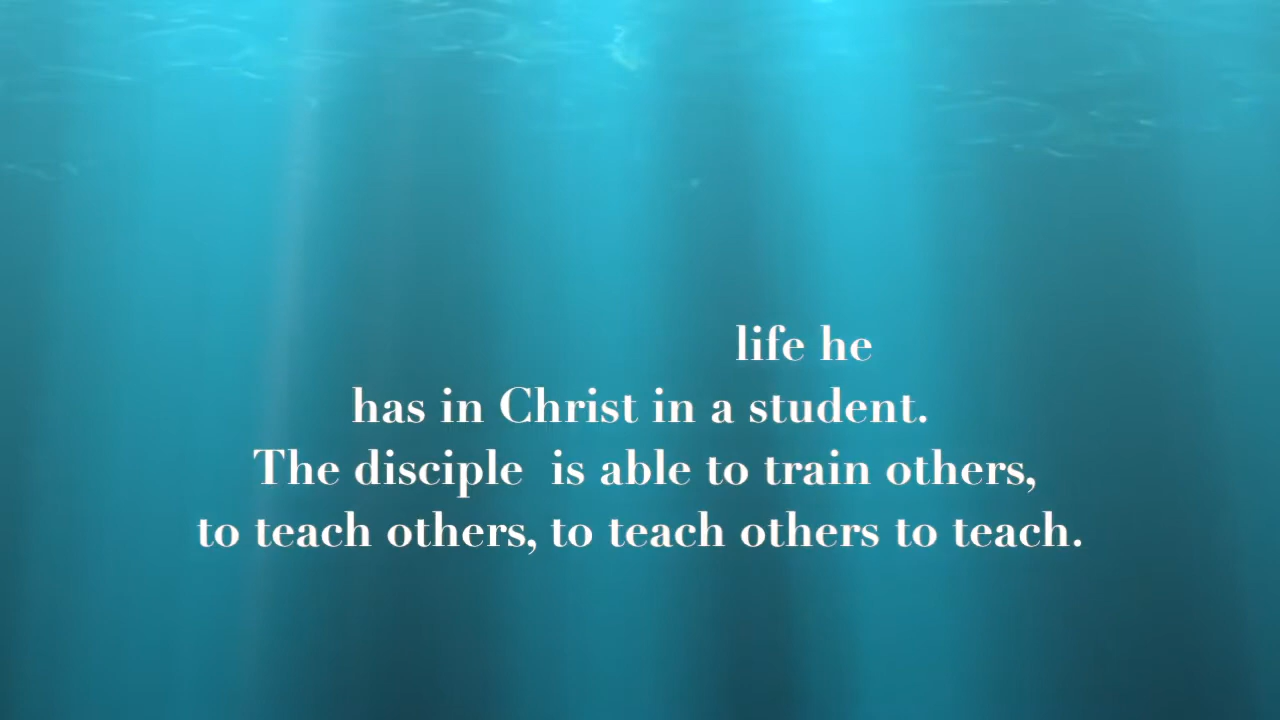 life he
has in Christ in a student.
The disciple  is able to train others,
to teach others, to teach others to teach.